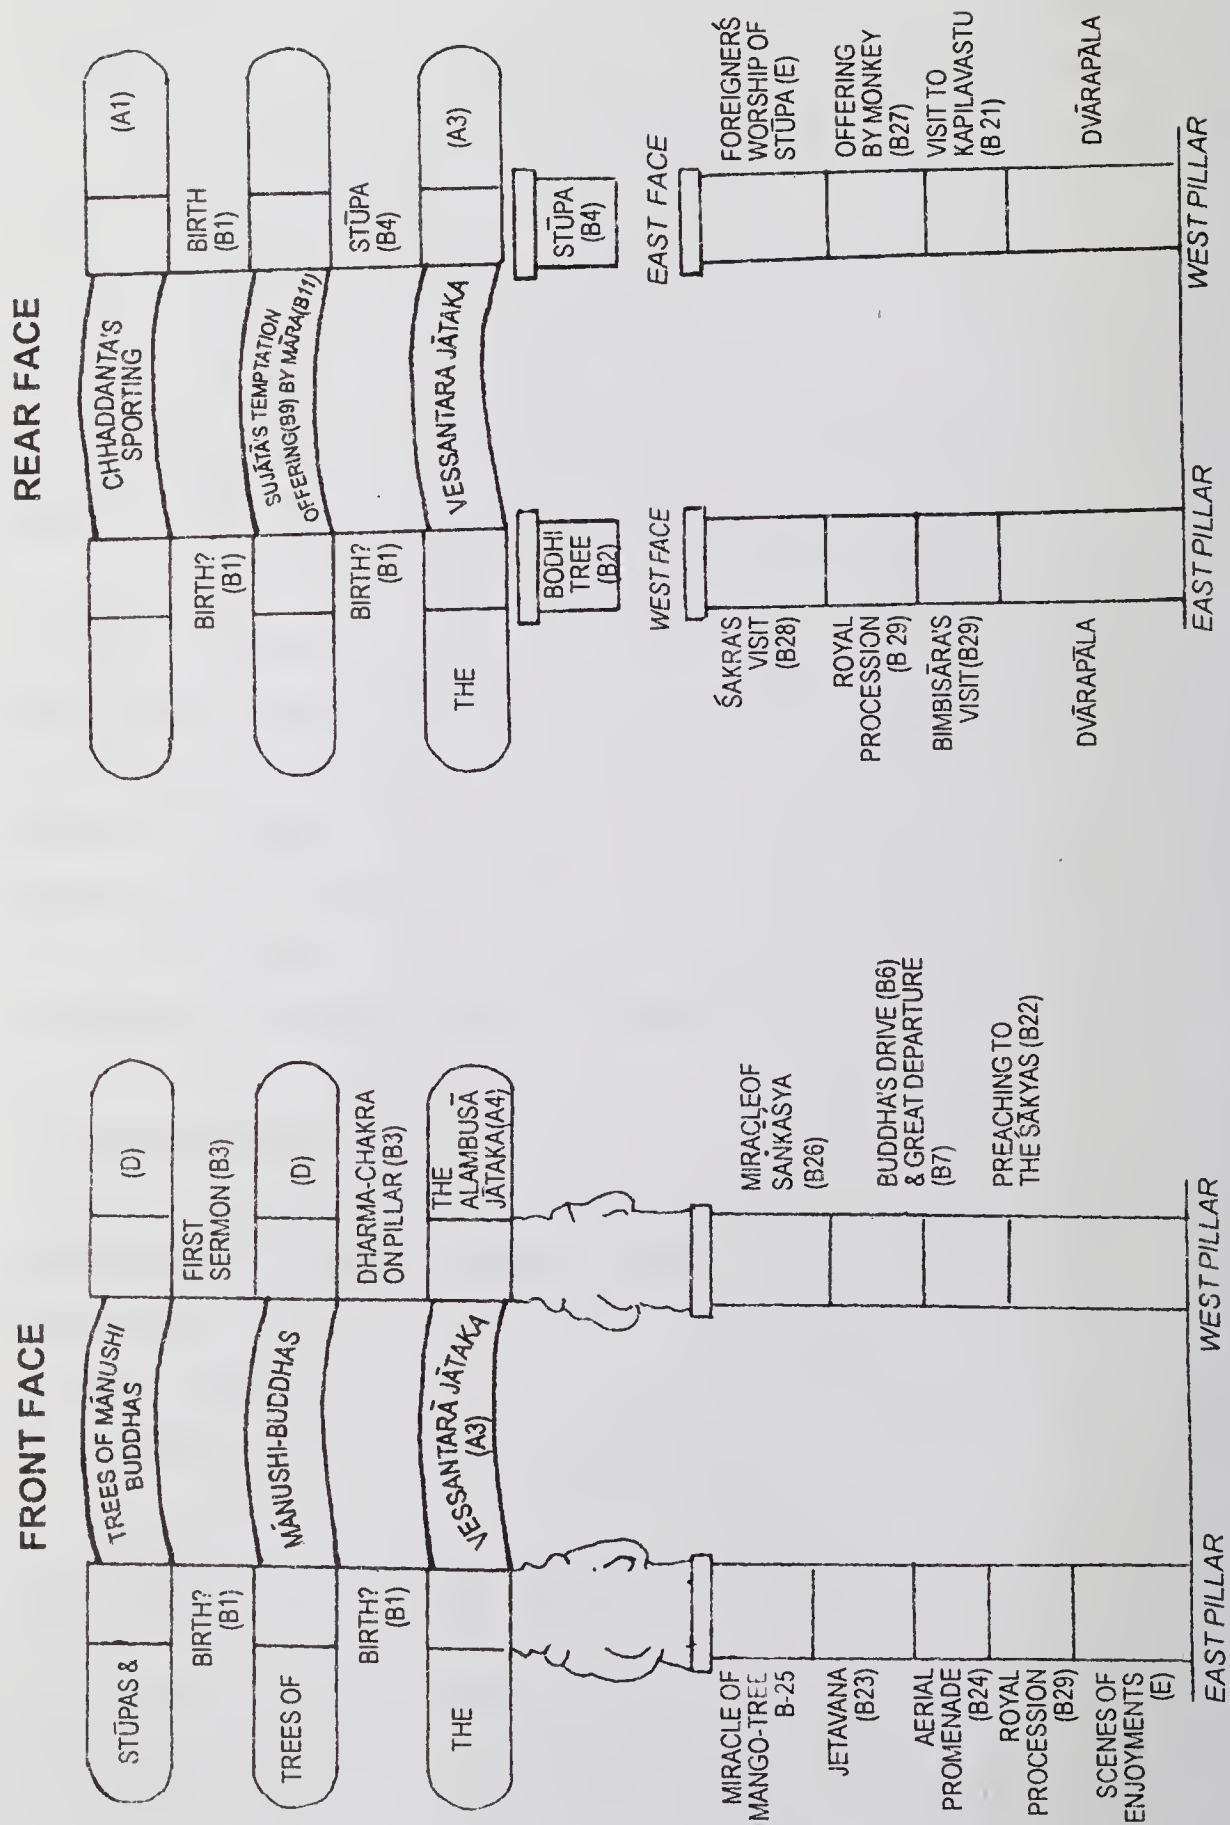 FRONT FACE
STŪPAS &
TREES OF MĀNUSHI
BUDDHAS
(D)
BIRTH?
(B1)
FIRST
SERMON (B3)
TREES OF
MĀNUSHI-BUDDHAS
(D)
BIRTH?
(B1)
DHARMA-CHAKRA
ON PILLAR (B3)
THE
VESSANTARĀ JĀTAKA
(A3)
THE
ALAMBUSĀ
JĀTAKA(A4)
MIRACLE OF
MANGO-TREE
B-25
JETAVANA
(B23)
AERIAL
PROMENADE
(B24)
ROYAL
PROCESSION
(B29)
SCENES OF
ENJOYMENTS
(E)
EAST PILLAR
MIRACLEOF
SAṄKASYA
(B26)
BUDDHA'S DRIVE (B6)
& GREAT DEPARTURE
(B7)
PREACHING TO
THE ŚĀKYAS (B22)
WEST PILLAR
REAR FACE
CHHADDANTA'S
SPORTING
(A1)
BIRTH?
(B1)
BIRTH
(B1)
SUJĀTĀ'S TEMPTATION
OFFERING(B9) BY MĀRA(B11)
BIRTH?
(B1)
STŪPA
(B4)
THE
VESSANTARA JĀTAKA
(A3)
BODHI
TREE
(B2)
STŪPA
(B4)
WEST FACE
ŚAKRA'S
VISIT
(B28)
ROYAL
PROCESSION
(B 29)
BIMBISĀRA'S
VISIT(B29)
DVĀRAPĀLA
EAST PILLAR
EAST FACE
FOREIGNERŚ
WORSHIP OF
STŪPA (E)
OFFERING
BY MONKEY
(B27)
VISIT TO
KAPILAVASTU
(B 21)
DVĀRAPĀLA
WEST PILLAR